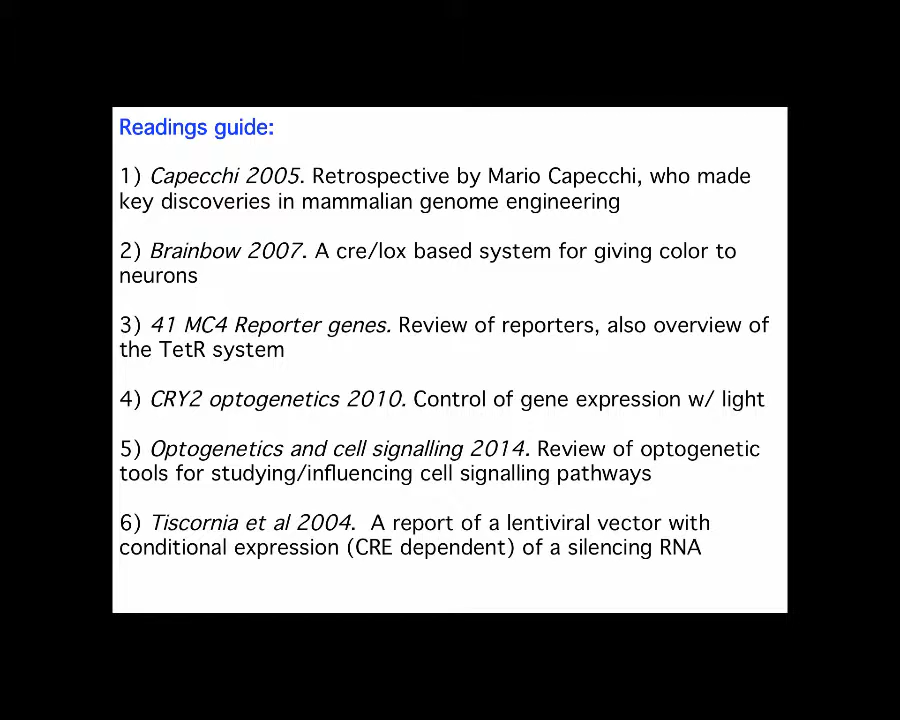 Readings guide:
1) Capecchi 2005. Retrospective by Mario Capecchi, who made
key discoveries in mammalian genome engineering
2) Brainbow 2007. A cre/lox based system for giving color to
neurons
3) 41 MC4 Reporter genes. Review of reporters, also overview of
the TetR system
4) CRY2 optogenetics 2010. Control of gene expression w/ light
5) Optogenetics and cell signalling 2014. Review of optogenetic
tools for studying/influencing cell signalling pathways
6) Tiscornia et al 2004.  A report of a lentiviral vector with
conditional expression (CRE dependent) of a silencing RNA